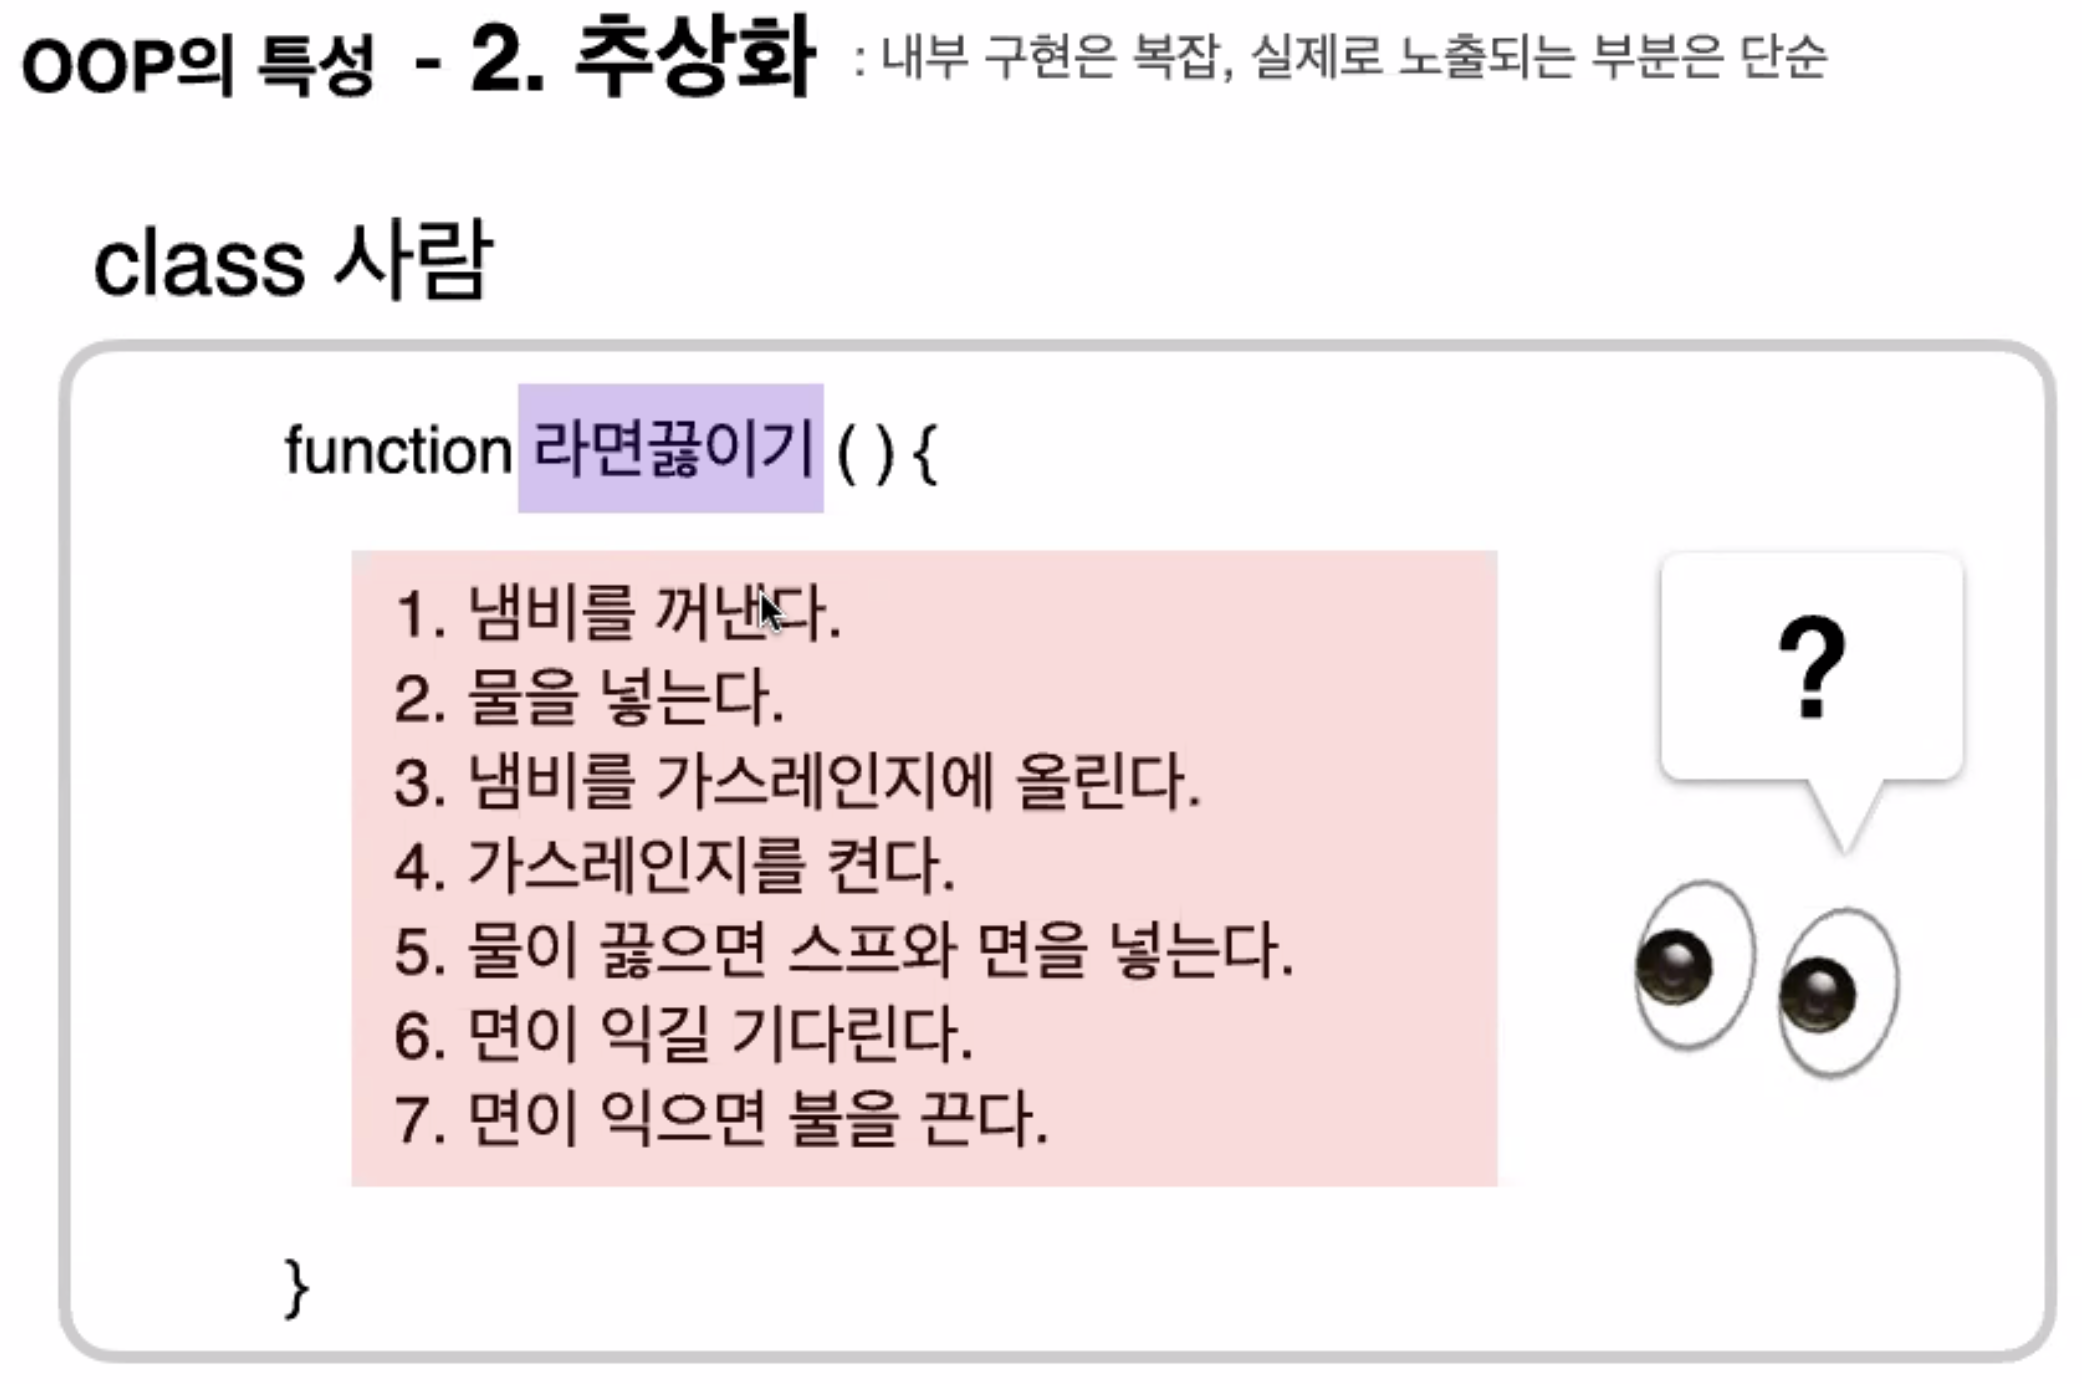 OOP의 특성 - 2. 추상화 : 내부 구현은 복잡, 실제로 노출되는 부분은 단순
class 사람
function 라면끓이기 ( ) {
1. 냄비를 꺼낸다.
2. 물을 넣는다.
3. 냄비를 가스레인지에 올린다.
4. 가스레인지를 켠다.
5. 물이 끓으면 스프와 면을 넣는다.
6. 면이 익길 기다린다.
7. 면이 익으면 불을 끈다.
?
}